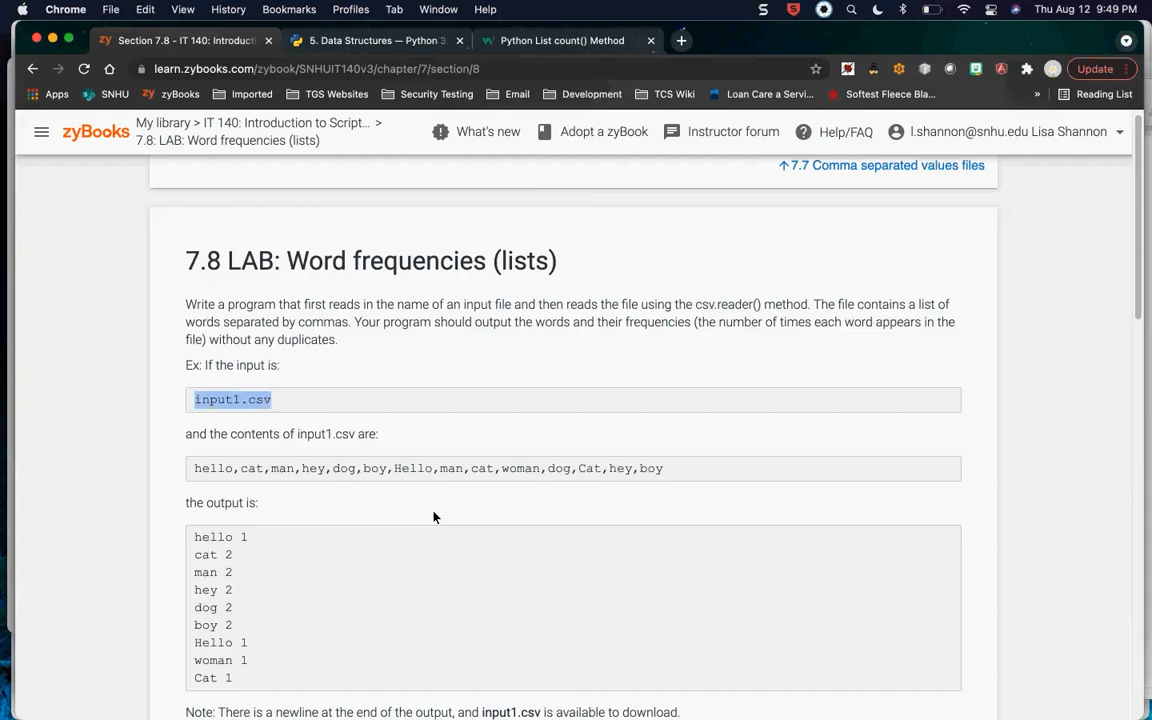 Chrome File Edit View History Bookmarks Profiles Tab Window Help Thu Aug 12 9:49 PM
Section 7.8 - IT 140: Introducti 5. Data Structures — Python 3. Python List count() Method
learn.zybooks.com/zybook/SNHUIT140v3/chapter/7/section/8 Update
Apps SNHU zyBooks Imported TGS Websites Security Testing Email Development TCS Wiki Loan Care a Servi... Softest Fleece Bla... » Reading List
zyBooks My library > IT 140: Introduction to Script... > What's new Adopt a zyBook Instructor forum Help/FAQ l.shannon@snhu.edu Lisa Shannon
7.8: LAB: Word frequencies (lists)
↑7.7 Comma separated values files
7.8 LAB: Word frequencies (lists)
Write a program that first reads in the name of an input file and then reads the file using the csv.reader() method. The file contains a list of
words separated by commas. Your program should output the words and their frequencies (the number of times each word appears in the
file) without any duplicates.
Ex: If the input is:
input1.csv
and the contents of input1.csv are:
hello,cat,man,hey,dog,boy,Hello,man,cat,woman,dog,Cat,hey,boy
the output is:
hello 1
cat 2
man 2
hey 2
dog 2
boy 2
Hello 1
woman 1
Cat 1
Note: There is a newline at the end of the output, and input1.csv is available to download.